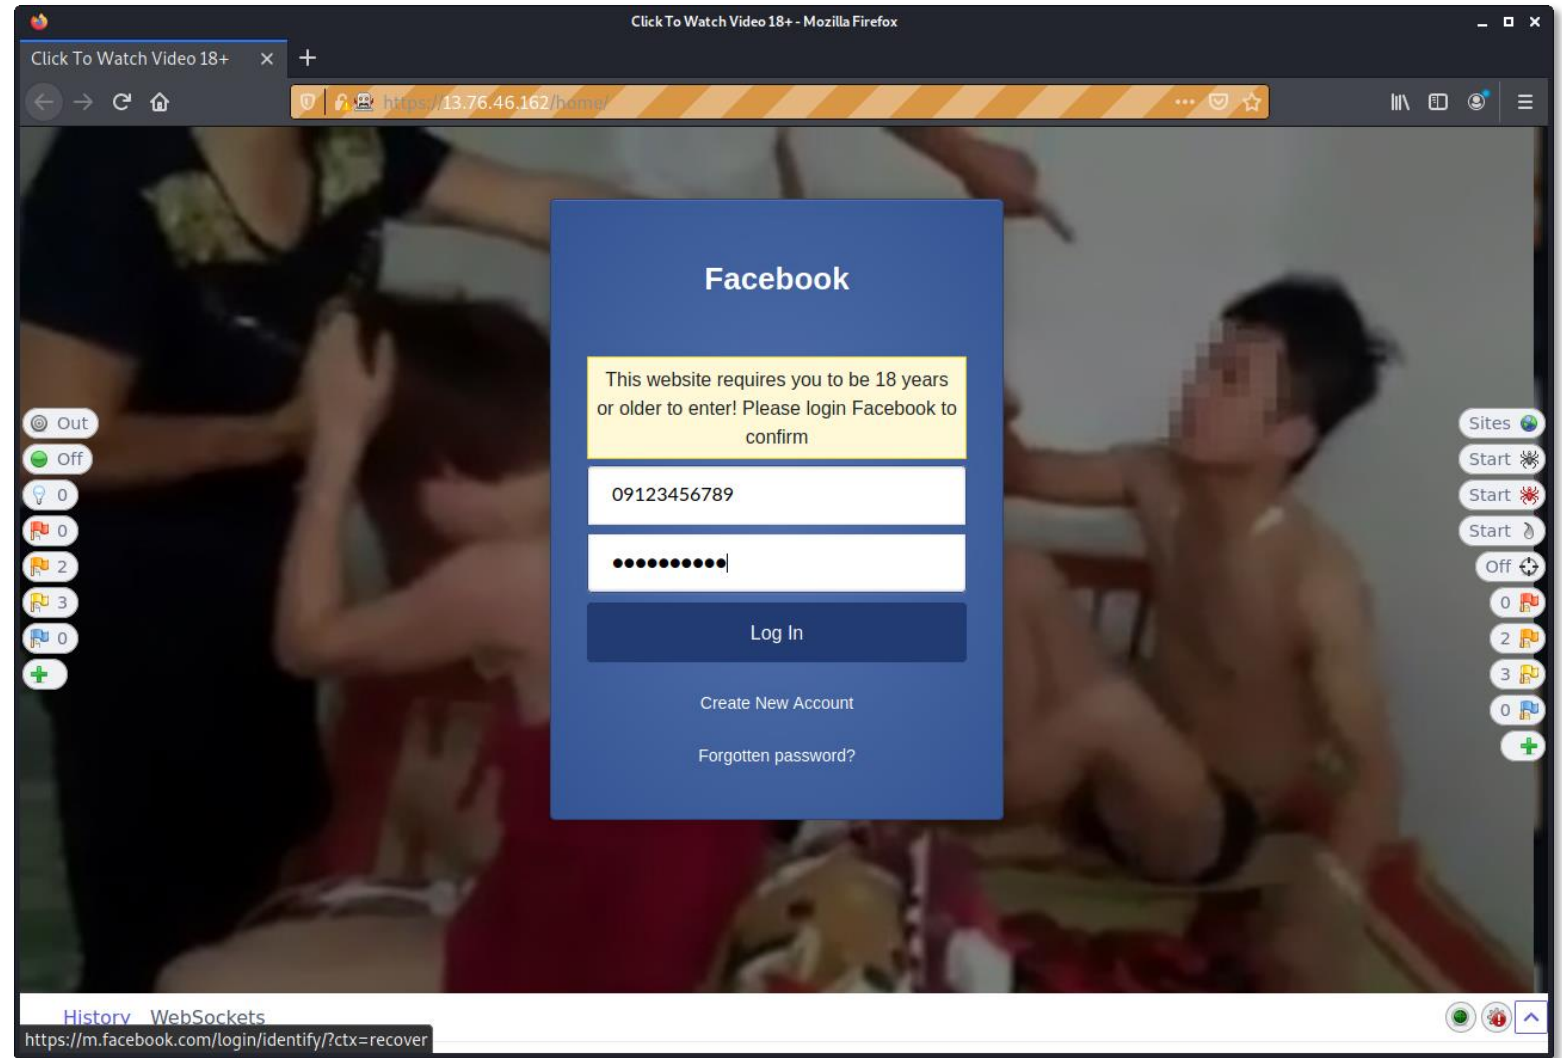 Click To Watch Video 18+ - Mozilla Firefox
Click To Watch Video 18+
https://13.76.46.162/home/
Facebook
This website requires you to be 18 years
or older to enter! Please login Facebook to
confirm
09123456789
••••••••••
Log In
Create New Account
Forgotten password?
Out
Off
0
0
2
3
0
Sites
Start
Start
Start
Off
0
2
3
0
History WebSockets
https://m.facebook.com/login/identify/?ctx=recover